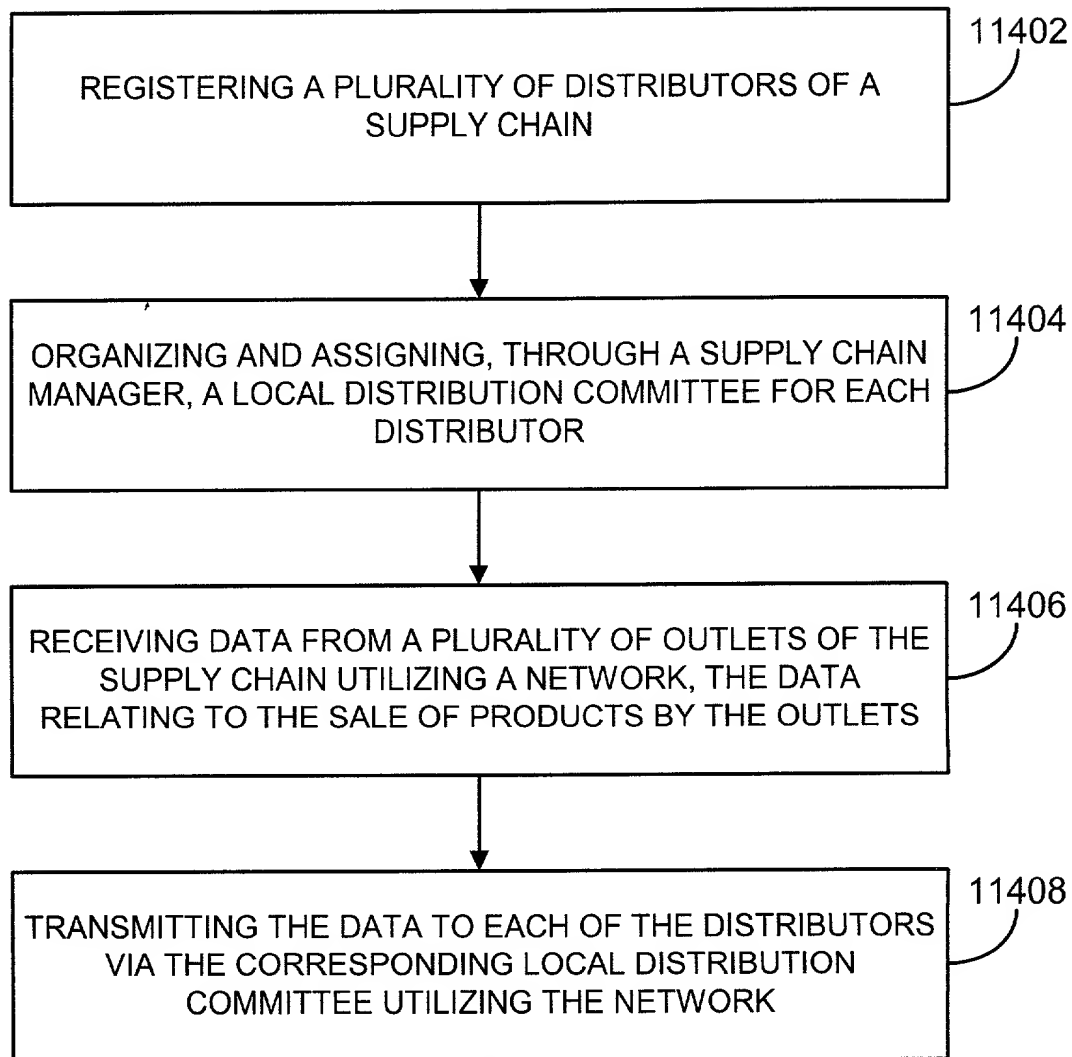 11402
REGISTERING A PLURALITY OF DISTRIBUTORS OF A
SUPPLY CHAIN
11404
ORGANIZING AND ASSIGNING, THROUGH A SUPPLY CHAIN
MANAGER, A LOCAL DISTRIBUTION COMMITTEE FOR EACH
DISTRIBUTOR
11406
RECEIVING DATA FROM A PLURALITY OF OUTLETS OF THE
SUPPLY CHAIN UTILIZING A NETWORK, THE DATA
RELATING TO THE SALE OF PRODUCTS BY THE OUTLETS
11408
TRANSMITTING THE DATA TO EACH OF THE DISTRIBUTORS
VIA THE CORRESPONDING LOCAL DISTRIBUTION
COMMITTEE UTILIZING THE NETWORK